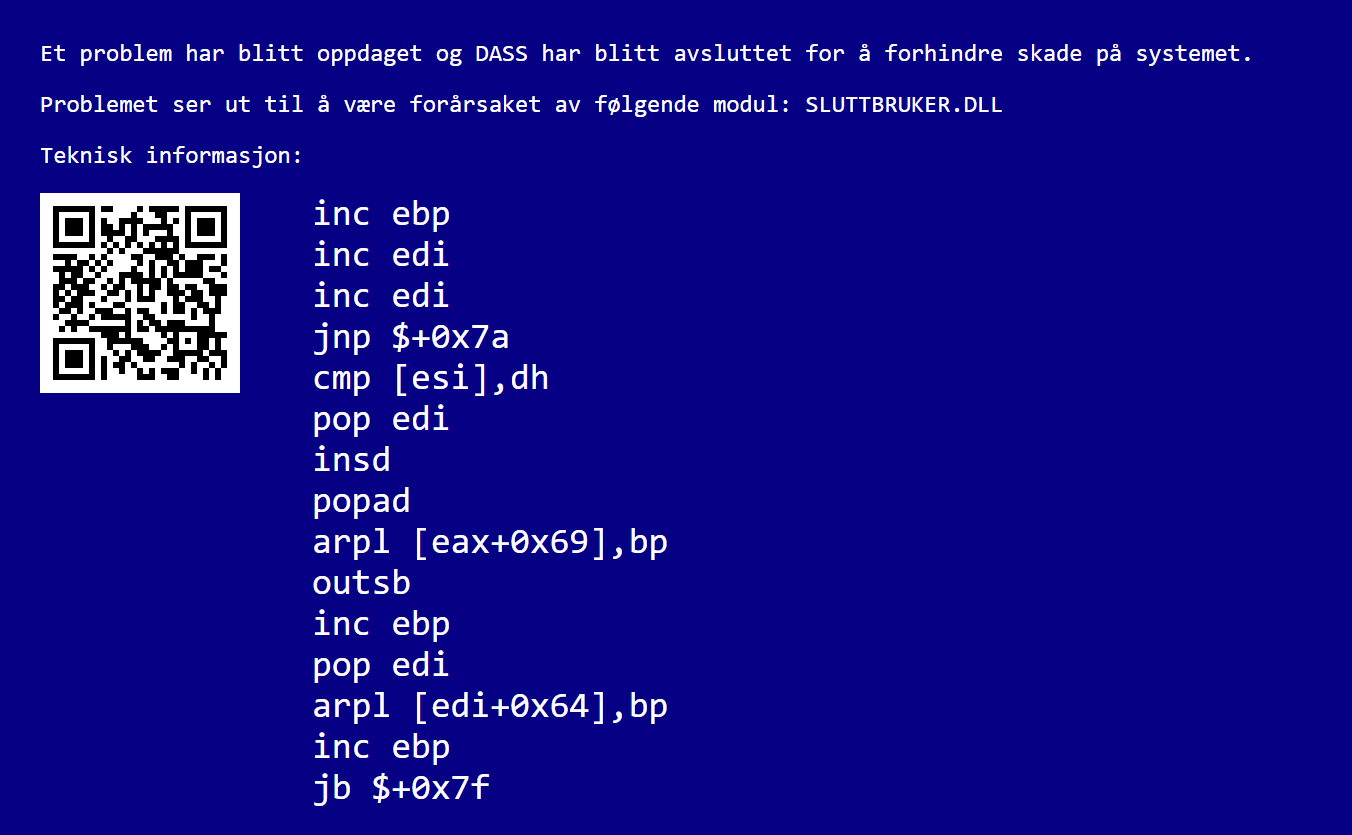 Et problem har blitt oppdaget og DASS har blitt avsluttet for å forhindre skade på systemet.
Problemet ser ut til å være forårsaket av følgende modul: SLUTTBRUKER.DLL
Teknisk informasjon:
inc ebp
inc edi
inc edi
jnp $+0x7a
cmp [esi],dh
pop edi
insd
popad
arpl [eax+0x69],bp
outsb
inc ebp
pop edi
arpl [edi+0x64],bp
inc ebp
jb $+0x7f